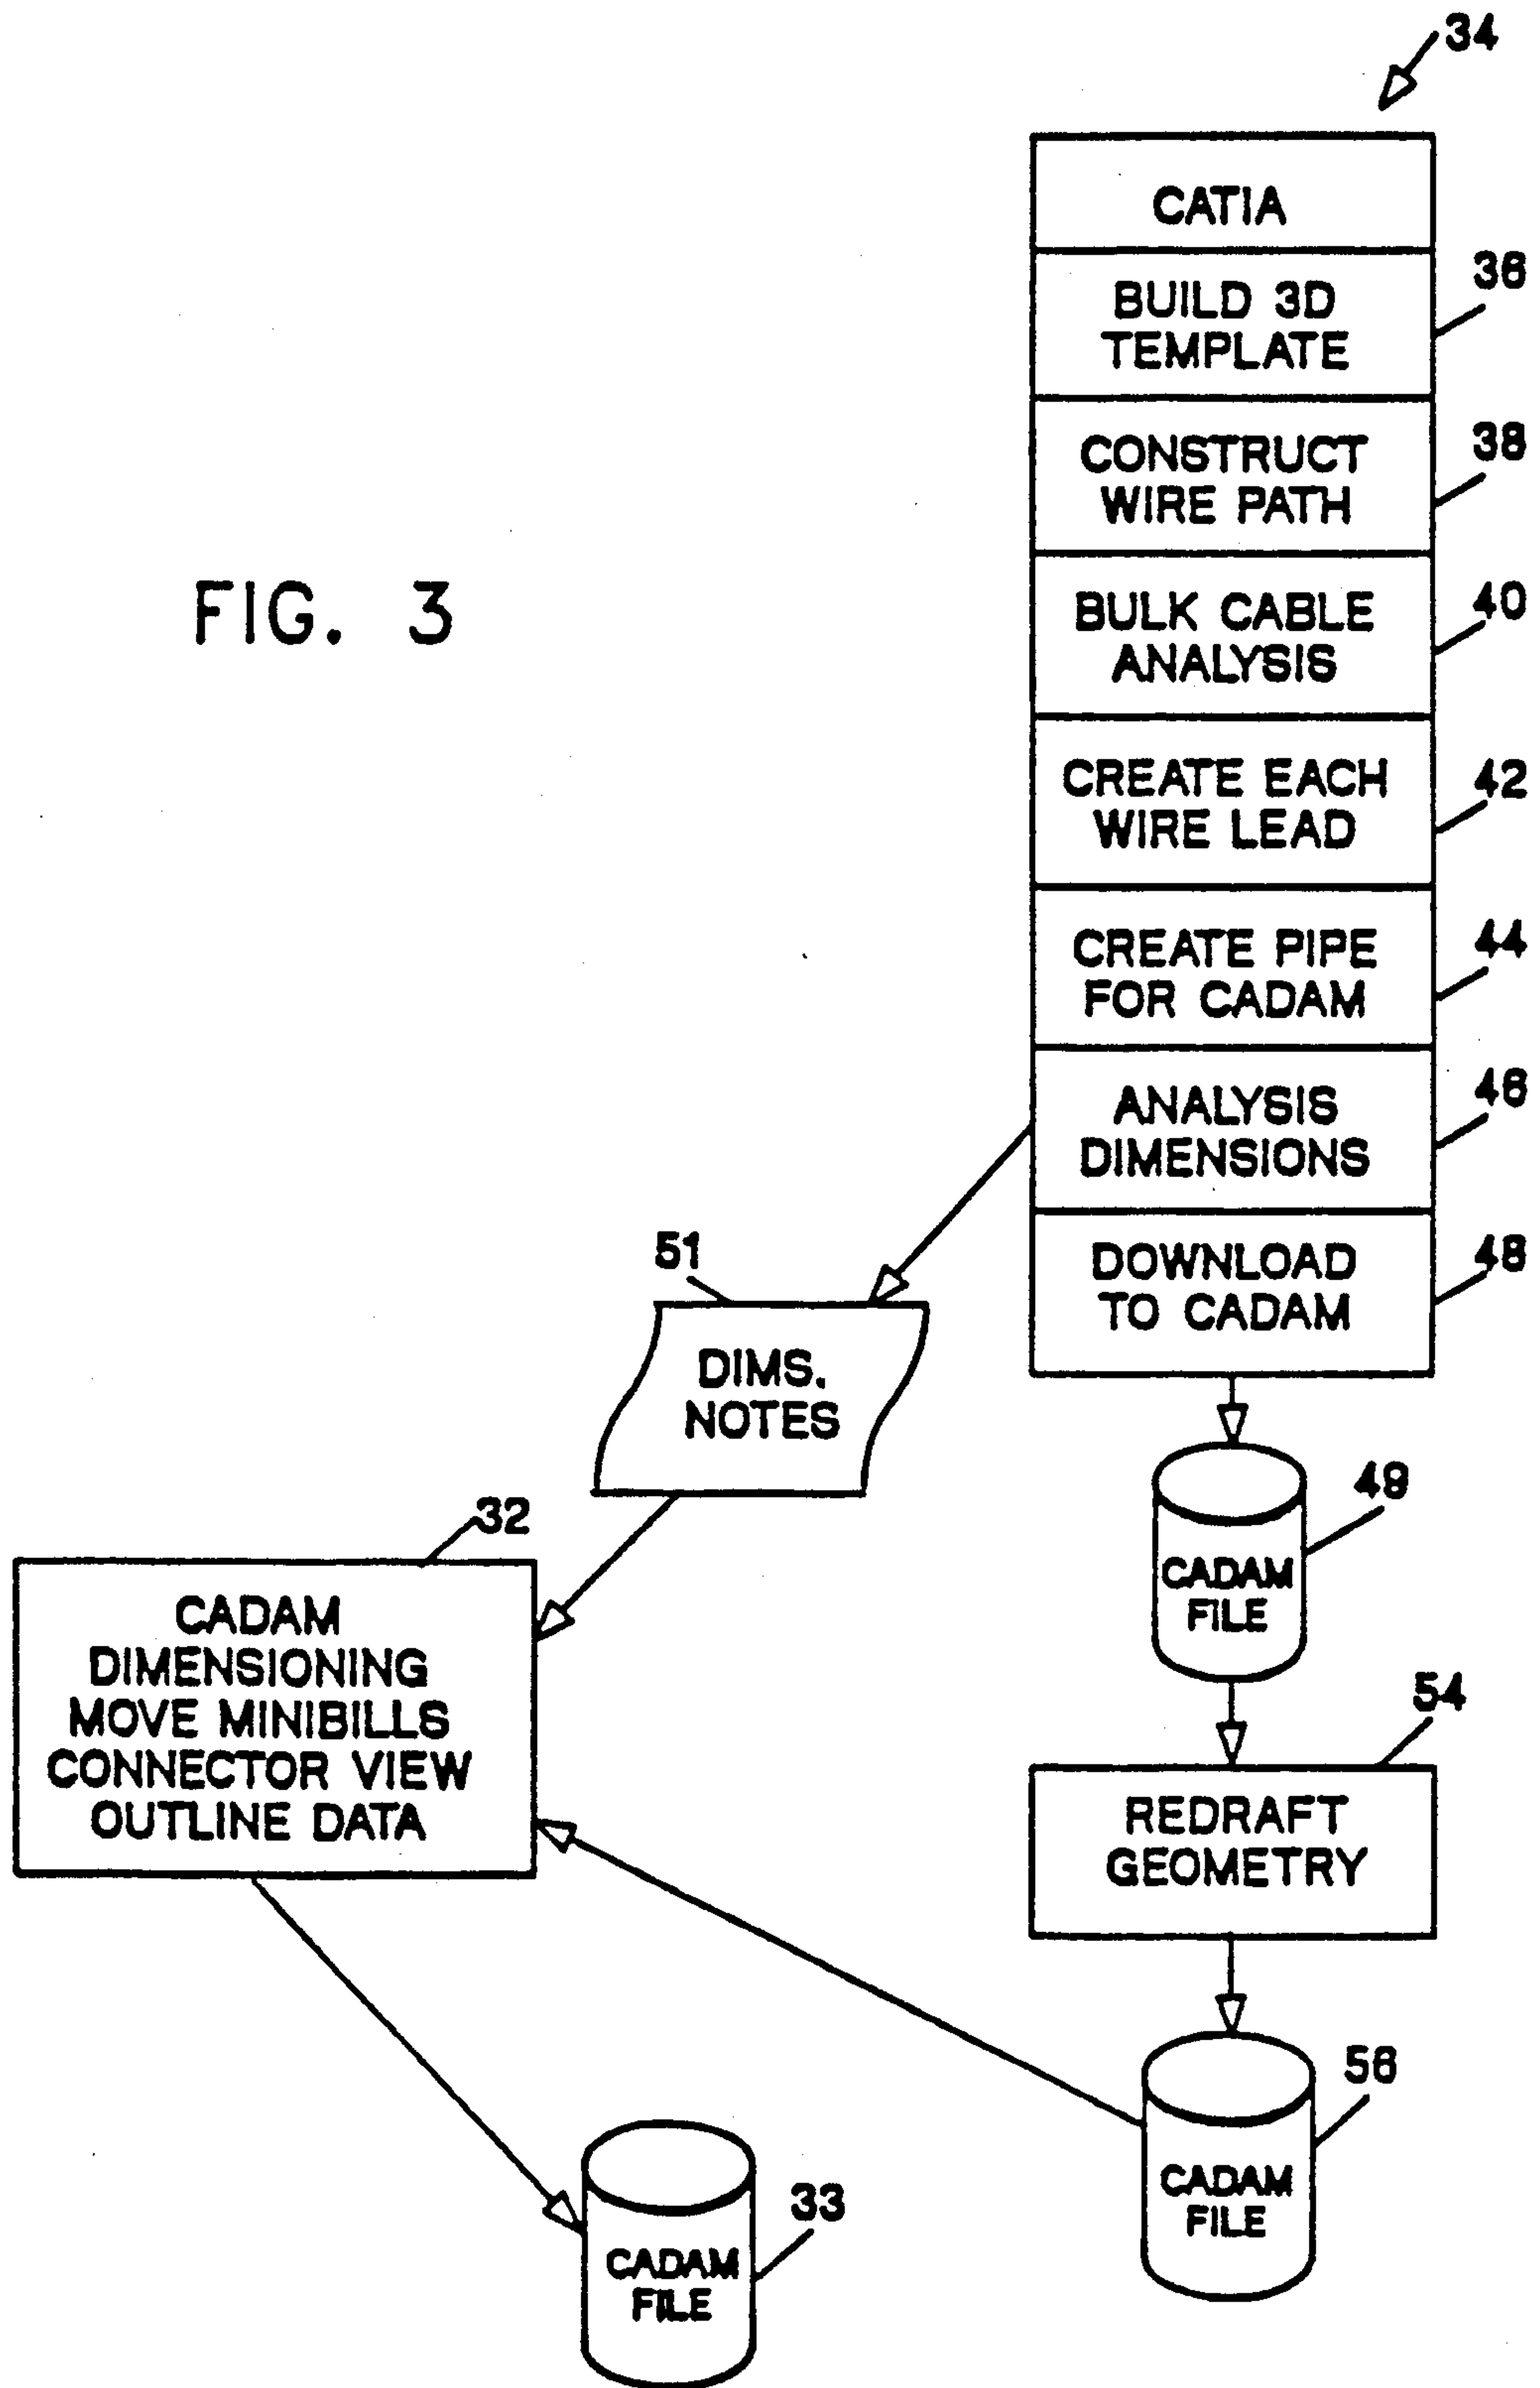 34
CATIA
BUILD 3D
TEMPLATE
36
CONSTRUCT
WIRE PATH
38
FIG. 3
BULK CABLE
ANALYSIS
40
CREATE EACH
WIRE LEAD
42
CREATE PIPE
FOR CADAM
44
ANALYSIS
DIMENSIONS
46
51
DIMS.
NOTES
DOWNLOAD
TO CADAM
48
CADAM
FILE
49
32
CADAM
DIMENSIONING
MOVE MINIBILLS
CONNECTOR VIEW
OUTLINE DATA
54
REDRAFT
GEOMETRY
CADAM
FILE
56
CADAM
FILE
33